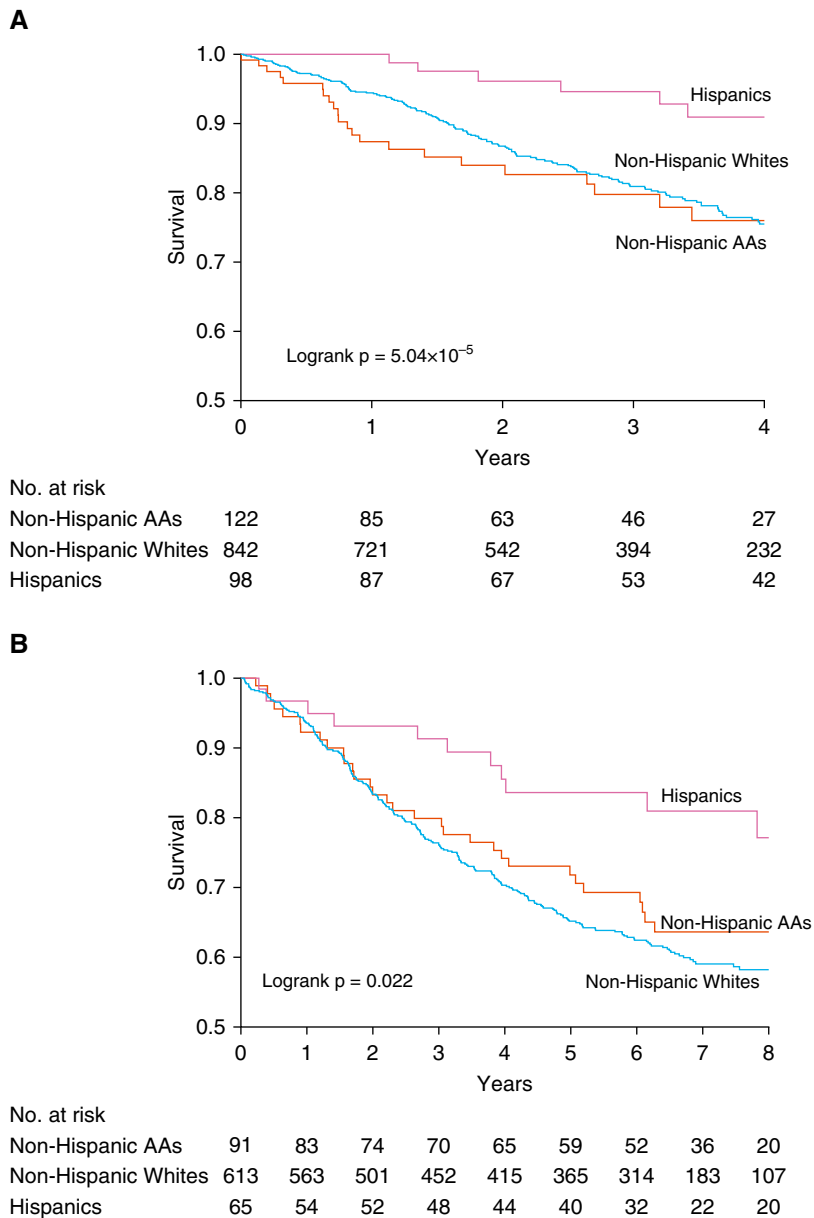 A
1.0
0.9
0.8
0.7
0.6
0.5
Survival
Hispanics
Non-Hispanic Whites
Non-Hispanic AAs
Logrank p = 5.04×10⁻⁵
0 1 2 3 4
Years
No. at risk
Non-Hispanic AAs 122 85 63 46 27
Non-Hispanic Whites 842 721 542 394 232
Hispanics 98 87 67 53 42
B
1.0
0.9
0.8
0.7
0.6
0.5
Survival
Hispanics
Non-Hispanic AAs
Non-Hispanic Whites
Logrank p = 0.022
0 1 2 3 4 5 6 7 8
Years
No. at risk
Non-Hispanic AAs 91 83 74 70 65 59 52 36 20
Non-Hispanic Whites 613 563 501 452 415 365 314 183 107
Hispanics 65 54 52 48 44 40 32 22 20